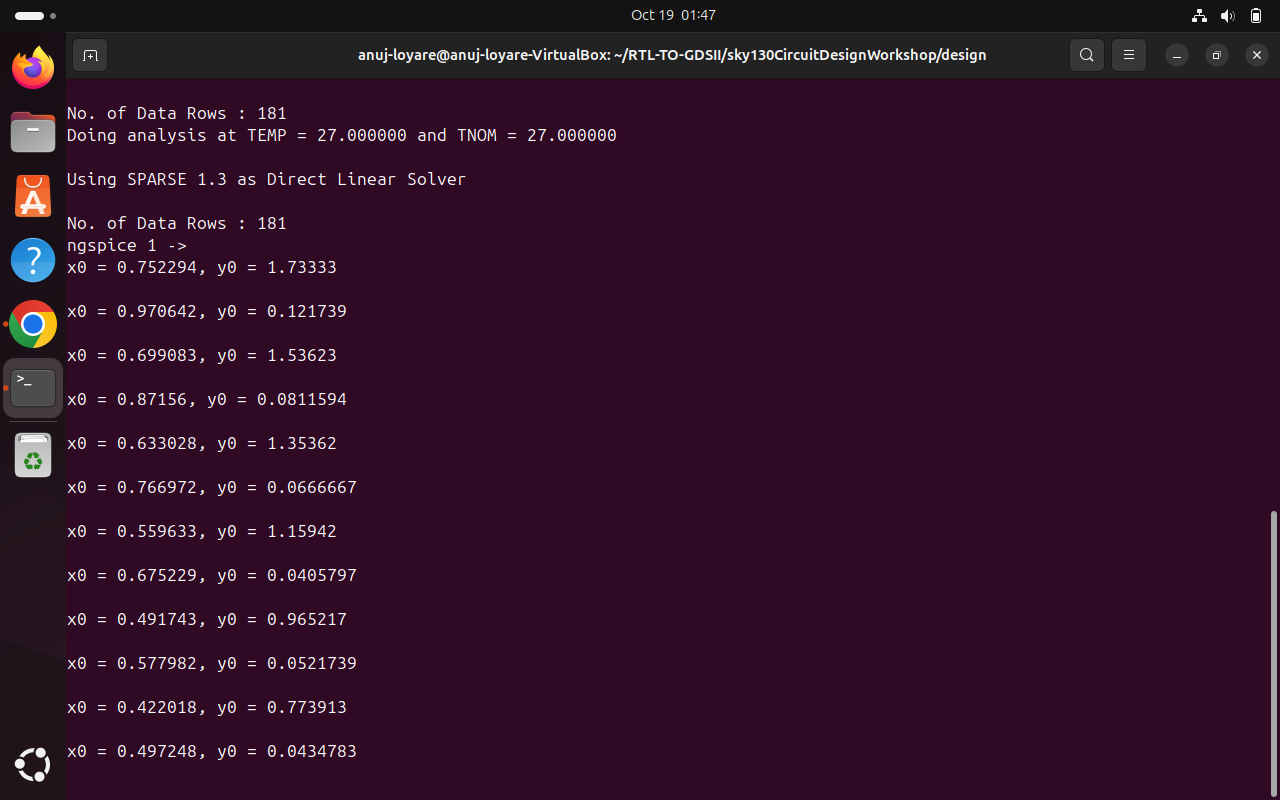 Oct 19 01:47
anuj-loyare@anuj-loyare-VirtualBox: ~/RTL-TO-GDSII/sky130CircuitDesignWorkshop/design
No. of Data Rows : 181
Doing analysis at TEMP = 27.000000 and TNOM = 27.000000
Using SPARSE 1.3 as Direct Linear Solver
No. of Data Rows : 181
ngspice 1 ->
x0 = 0.752294, y0 = 1.73333
x0 = 0.970642, y0 = 0.121739
x0 = 0.699083, y0 = 1.53623
x0 = 0.87156, y0 = 0.0811594
x0 = 0.633028, y0 = 1.35362
x0 = 0.766972, y0 = 0.0666667
x0 = 0.559633, y0 = 1.15942
x0 = 0.675229, y0 = 0.0405797
x0 = 0.491743, y0 = 0.965217
x0 = 0.577982, y0 = 0.0521739
x0 = 0.422018, y0 = 0.773913
x0 = 0.497248, y0 = 0.0434783